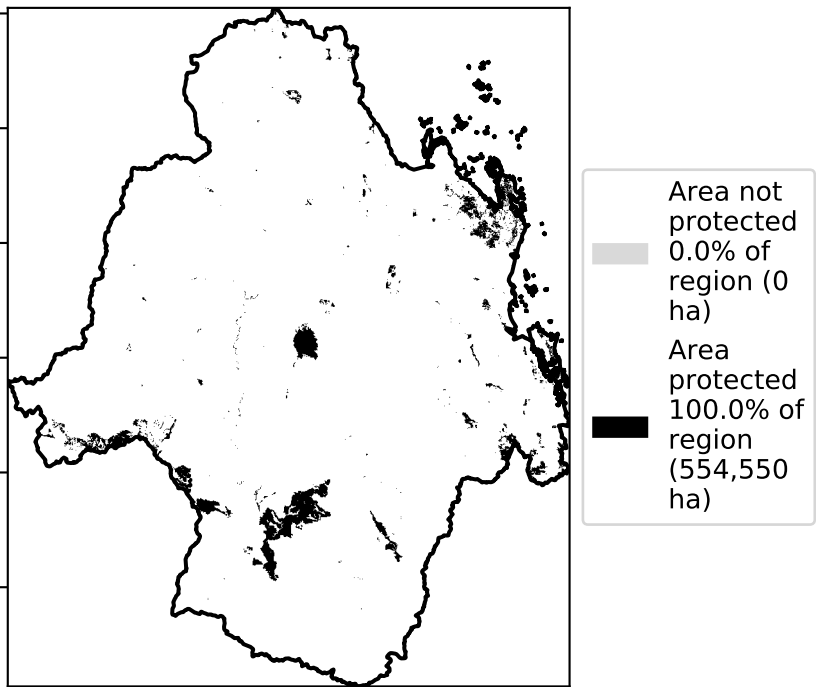 Area not
protected
0.0% of
region (0
ha)
Area
protected
100.0% of
region
(554,550
ha)